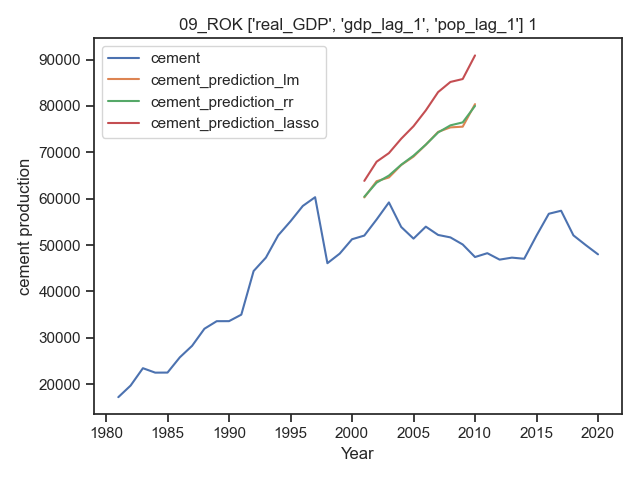 09_ROK ['real_GDP', 'gdp_lag_1', 'pop_lag_1'] 1
cement
cement_prediction_lm
cement_prediction_rr
cement_prediction_lasso
90000
80000
70000
60000
50000
40000
30000
20000
cement production
1980 1985 1990 1995 2000 2005 2010 2015 2020
Year